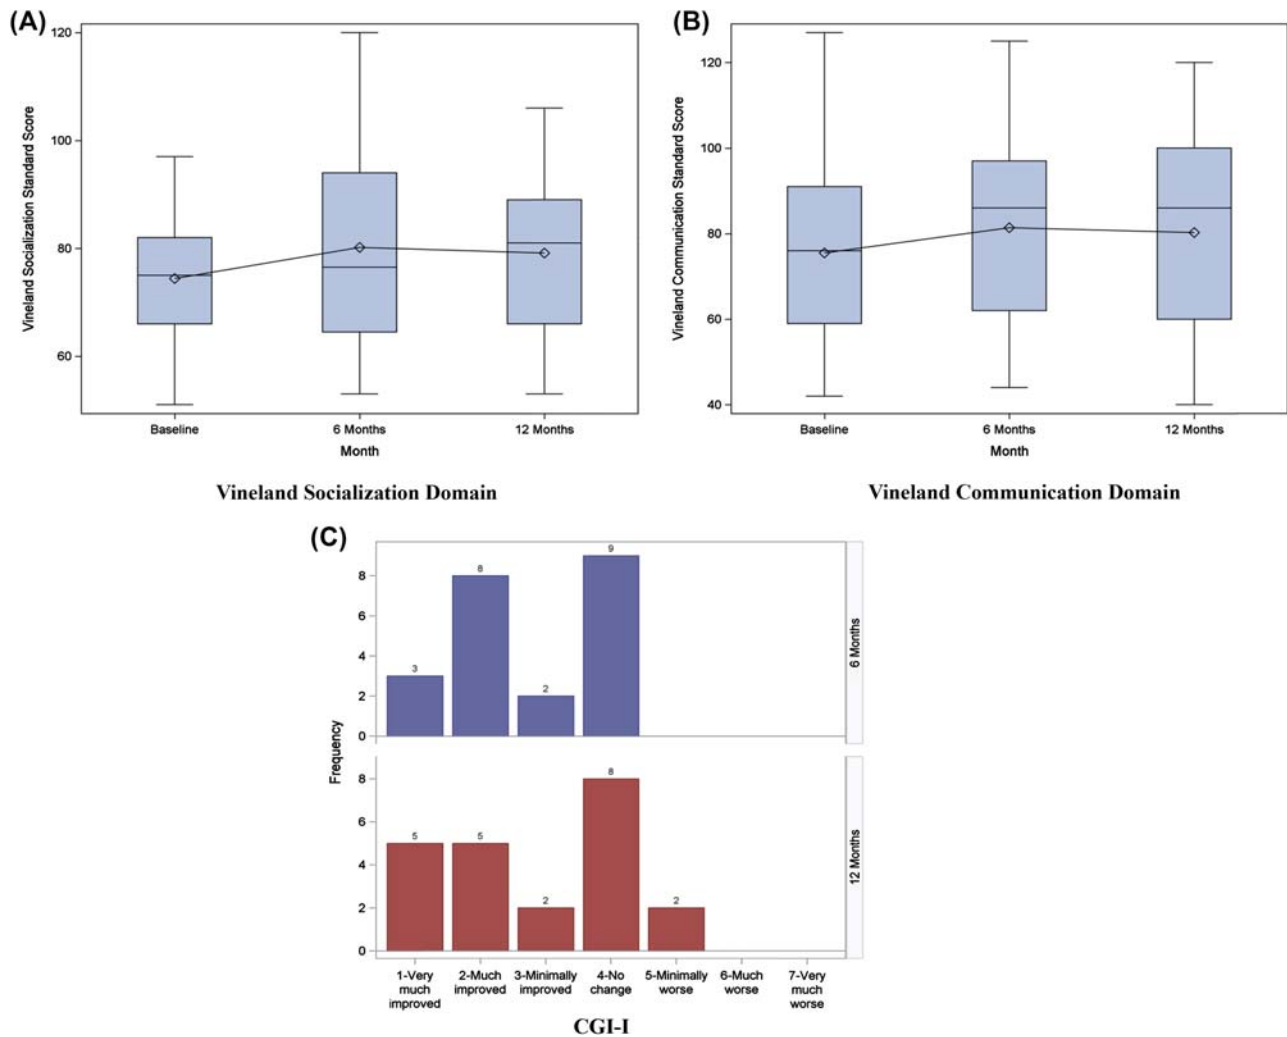 (A)
120
100
80
60
Vineland Socialization Standard Score
Baseline
6 Months
12 Months
Month
Vineland Socialization Domain
(B)
120
100
80
60
40
Vineland Communication Standard Score
Baseline
6 Months
12 Months
Month
Vineland Communication Domain
(C)
8
6
4
2
0
3
8
2
9
6 Months
Frequency
8
6
4
2
0
5
5
2
8
2
12 Months
1-Very
much
improved
2-Much
improved
3-Minimally
improved
4-No
change
5-Minimally
worse
6-Much
worse
7-Very
much
worse
CGI-I